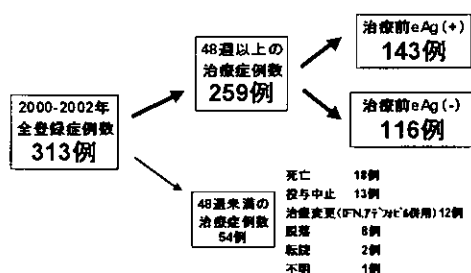 2000-2002年
全登録症例数
313例
48週以上の
治療症例数
259例
治療前eAg(+)
143例
治療前eAg(-)
116例
48週未満の
治療症例数
54例
死亡 18例
投与中止 13例
治療変更(IFN,アデフォビル併用) 12例
脱落 8例
転院 2例
不明 1例